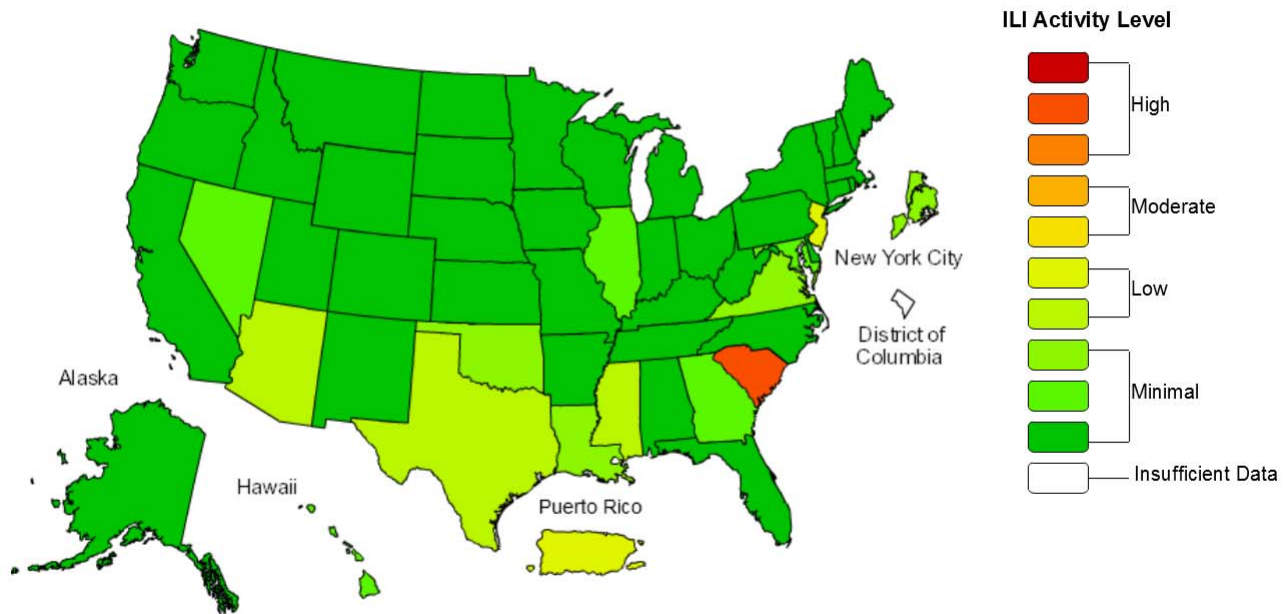 ILI Activity Level
High
Moderate
Low
Minimal
Insufficient Data
New York City
District of
Columbia
Alaska
Hawaii
Puerto Rico